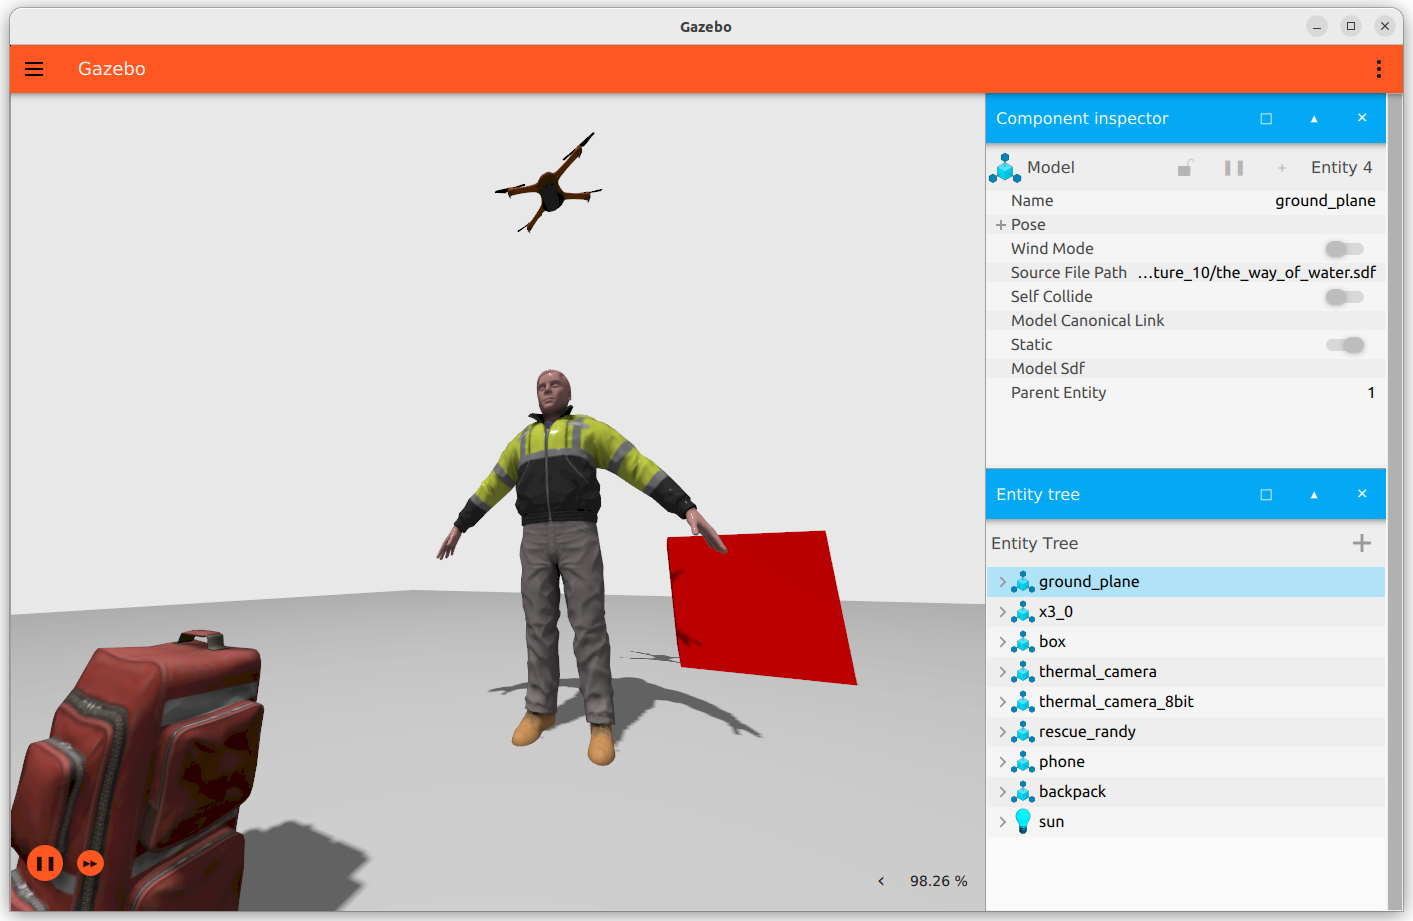 Gazebo
Gazebo
Component inspector
Model Entity 4
Name ground_plane
Pose
Wind Mode
Source File Path ...ture_10/the_way_of_water.sdf
Self Collide
Model Canonical Link
Static
Model Sdf
Parent Entity 1
Entity tree
Entity Tree
ground_plane
x3_0
box
thermal_camera
thermal_camera_8bit
rescue_randy
phone
backpack
sun
98.26 %